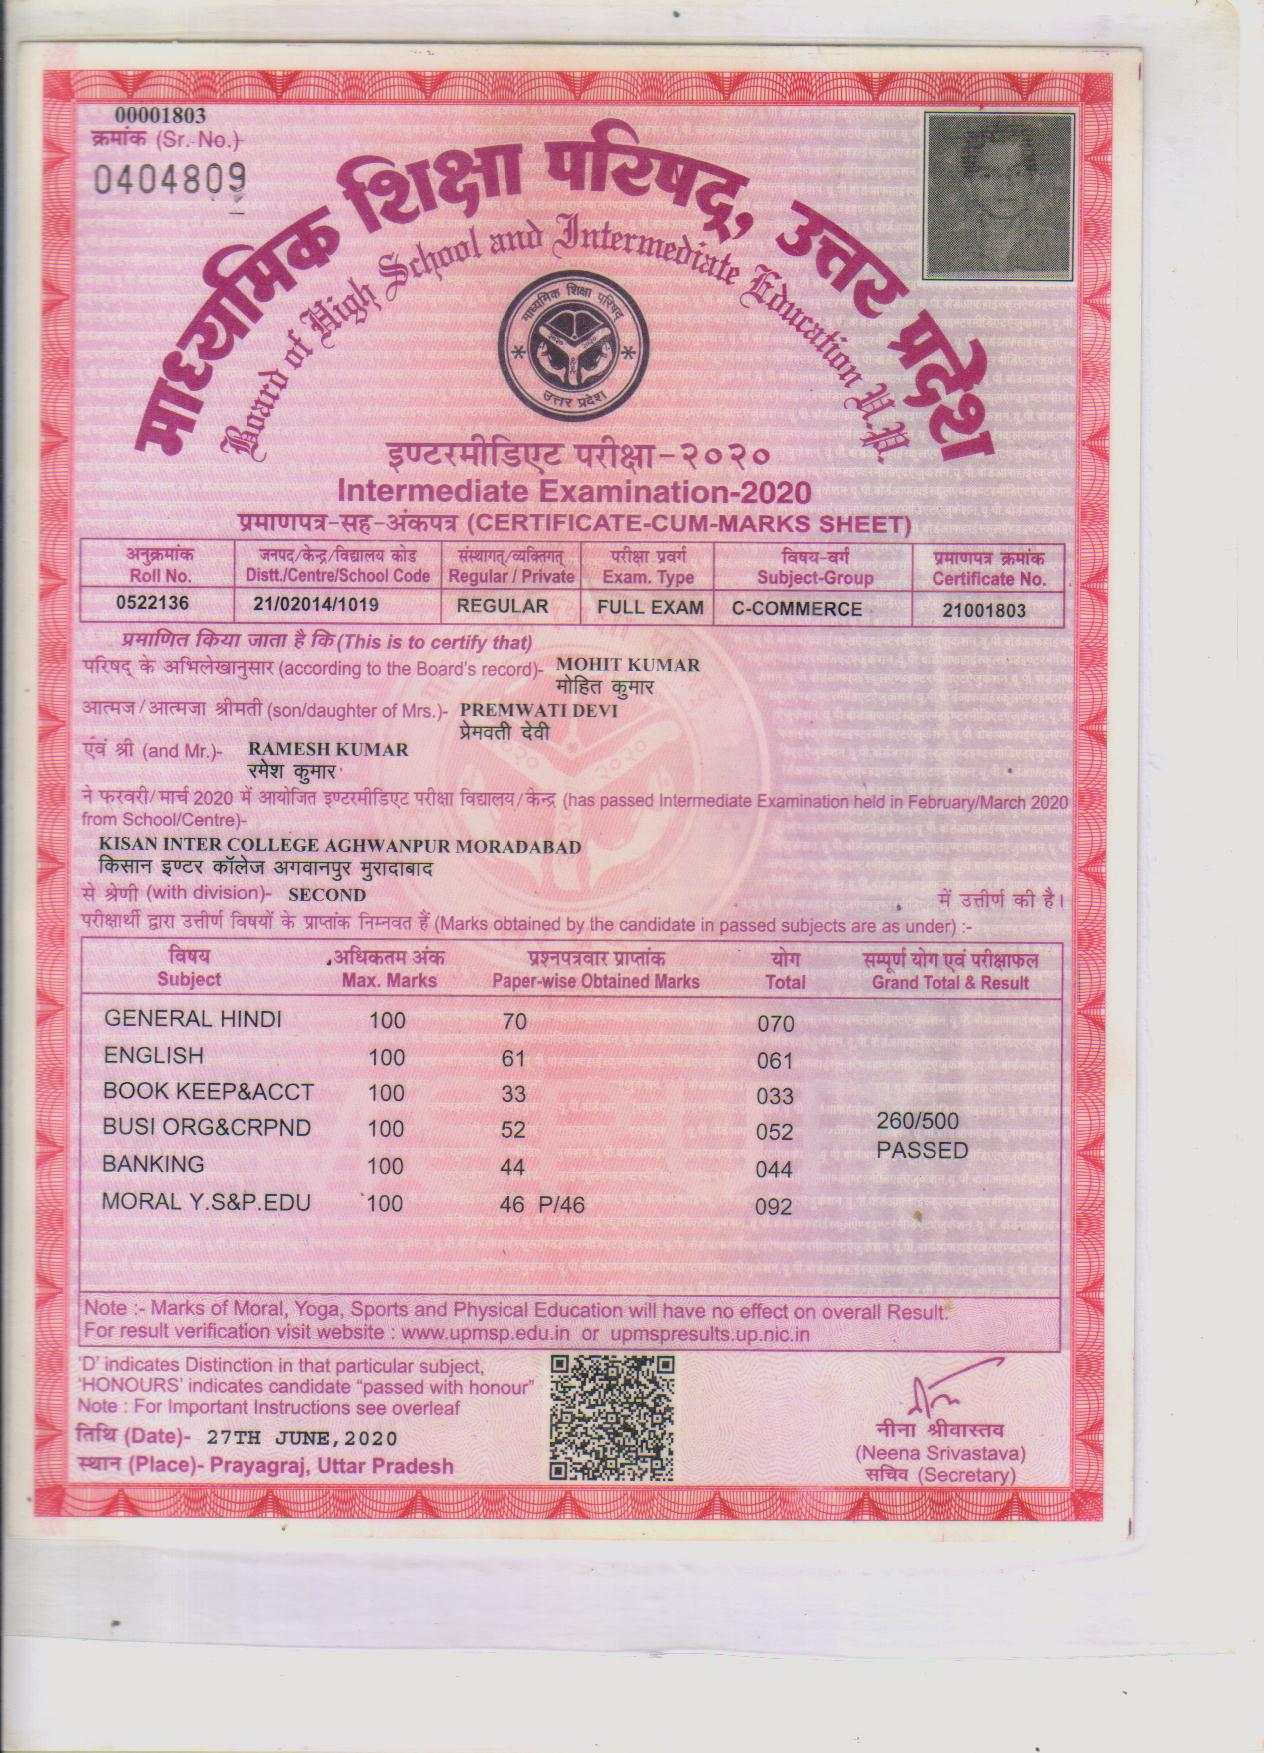 00001803
क्रमांक (Sr. No.)
0404809
माध्यमिक शिक्षा परिषद्, उत्तर प्रदेश
Board of High School and Intermediate Education U.P.
माध्यमिक शिक्षा परिषद्
उत्तर प्रदेश
इण्टरमीडिएट परीक्षा-२०२०
Intermediate Examination-2020
प्रमाणपत्र-सह-अंकपत्र (CERTIFICATE-CUM-MARKS SHEET)
अनुक्रमांक जनपद/केन्द्र/विद्यालय कोड संस्थागत्/व्यक्तिगत् परीक्षा प्रवर्ग विषय-वर्ग प्रमाणपत्र क्रमांक
Roll No. Distt./Centre/School Code Regular / Private Exam. Type Subject-Group Certificate No.
0522136 21/02014/1019 REGULAR FULL EXAM C-COMMERCE 21001803
प्रमाणित किया जाता है कि (This is to certify that)
परिषद् के अभिलेखानुसार (according to the Board's record)- MOHIT KUMAR
मोहित कुमार
आत्मज/आत्मजा श्रीमती (son/daughter of Mrs.)- PREMWATI DEVI
प्रेमवती देवी
एवं श्री (and Mr.)- RAMESH KUMAR
रमेश कुमार
ने फरवरी/मार्च 2020 में आयोजित इण्टरमीडिएट परीक्षा विद्यालय/केन्द्र (has passed Intermediate Examination held in February/March 2020
from School/Centre)-
KISAN INTER COLLEGE AGHWANPUR MORADABAD
किसान इण्टर कॉलेज अगवानपुर मुरादाबाद
से श्रेणी (with division)- SECOND में उत्तीर्ण की है।
परीक्षार्थी द्वारा उत्तीर्ण विषयों के प्राप्तांक निम्नवत हैं (Marks obtained by the candidate in passed subjects are as under) :-
विषय अधिकतम अंक प्रश्नपत्रवार प्राप्तांक योग सम्पूर्ण योग एवं परीक्षाफल
Subject Max. Marks Paper-wise Obtained Marks Total Grand Total & Result
GENERAL HINDI 100 70 070
ENGLISH 100 61 061
BOOK KEEP&ACCT 100 33 033
BUSI ORG&CRPND 100 52 052 260/500
PASSED
BANKING 100 44 044
MORAL Y.S&P.EDU 100 46 P/46 092
Note :- Marks of Moral, Yoga, Sports and Physical Education will have no effect on overall Result.
For result verification visit website : www.upmsp.edu.in or upmspresults.up.nic.in
'D' indicates Distinction in that particular subject,
'HONOURS' indicates candidate "passed with honour"
Note : For Important Instructions see overleaf
तिथि (Date)- 27TH JUNE,2020
स्थान (Place)- Prayagraj, Uttar Pradesh
नीना श्रीवास्तव
(Neena Srivastava)
सचिव (Secretary)